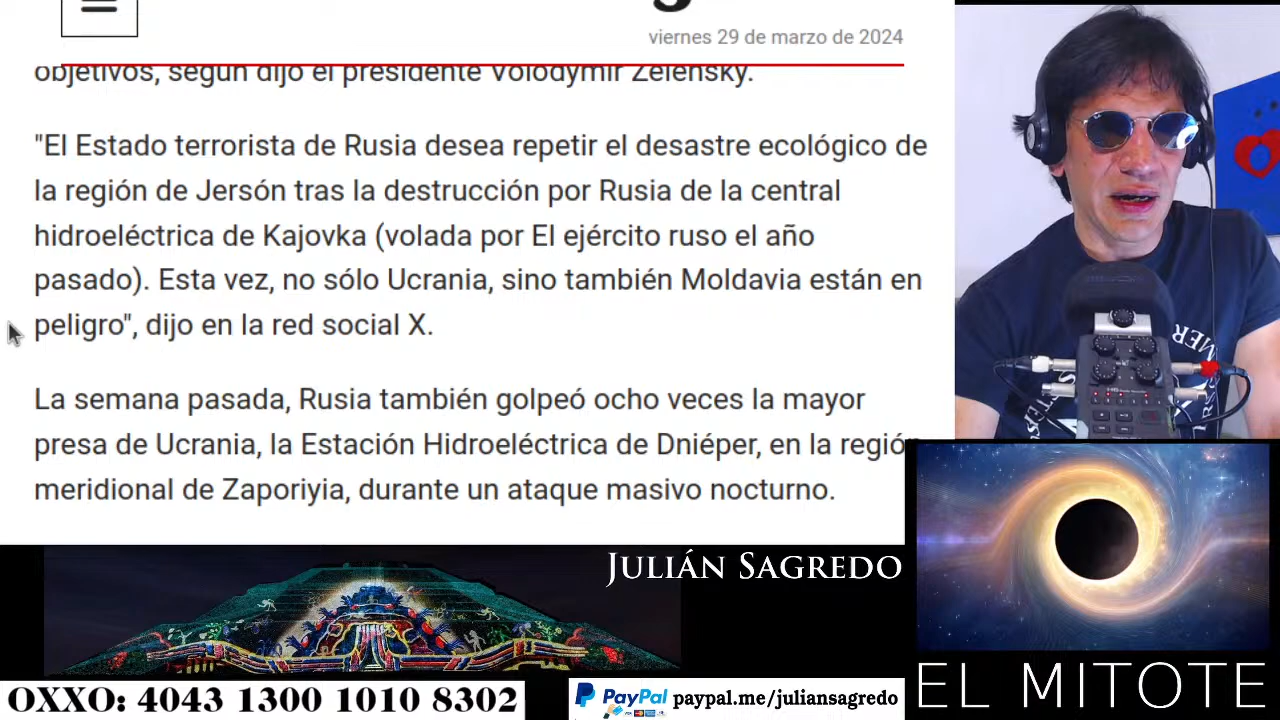 viernes 29 de marzo de 2024
objetivos, según dijo el presidente Volodymir Zelensky.
"El Estado terrorista de Rusia desea repetir el desastre ecológico de
la región de Jersón tras la destrucción por Rusia de la central
hidroeléctrica de Kajovka (volada por El ejército ruso el año
pasado). Esta vez, no sólo Ucrania, sino también Moldavia están en
peligro", dijo en la red social X.
La semana pasada, Rusia también golpeó ocho veces la mayor
presa de Ucrania, la Estación Hidroeléctrica de Dniéper, en la región
meridional de Zaporiyia, durante un ataque masivo nocturno.
JULIÁN SAGREDO
OXXO: 4043 1300 1010 8302
PayPal paypal.me/juliansagredo
EL MITOTE